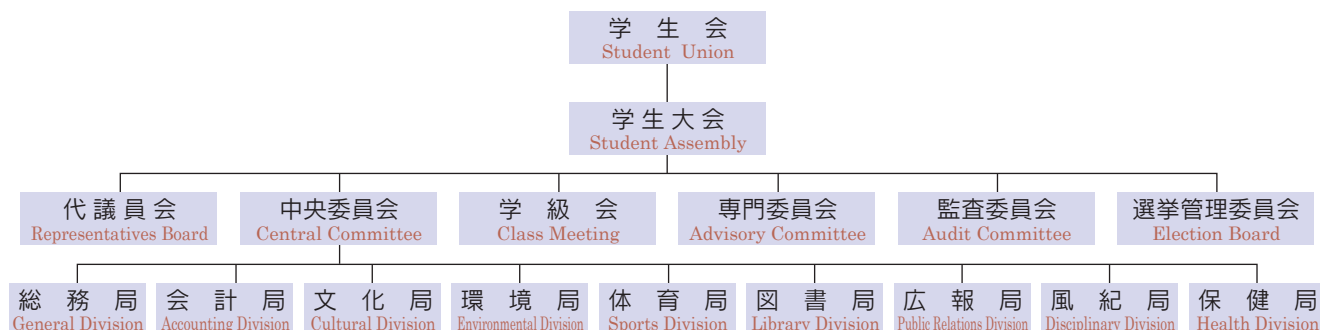 学 生 会
Student Union
学 生 大 会
Student Assembly
代 議 員 会
Representatives Board
中央委員会
Central Committee
学 級 会
Class Meeting
専門委員会
Advisory Committee
監査委員会
Audit Committee
選挙管理委員会
Election Board
総 務 局
General Division
会 計 局
Accounting Division
文 化 局
Cultural Division
環 境 局
Environmental Division
体 育 局
Sports Division
図 書 局
Library Division
広 報 局
Public Relations Division
風 紀 局
Disciplinary Division
保 健 局
Health Division